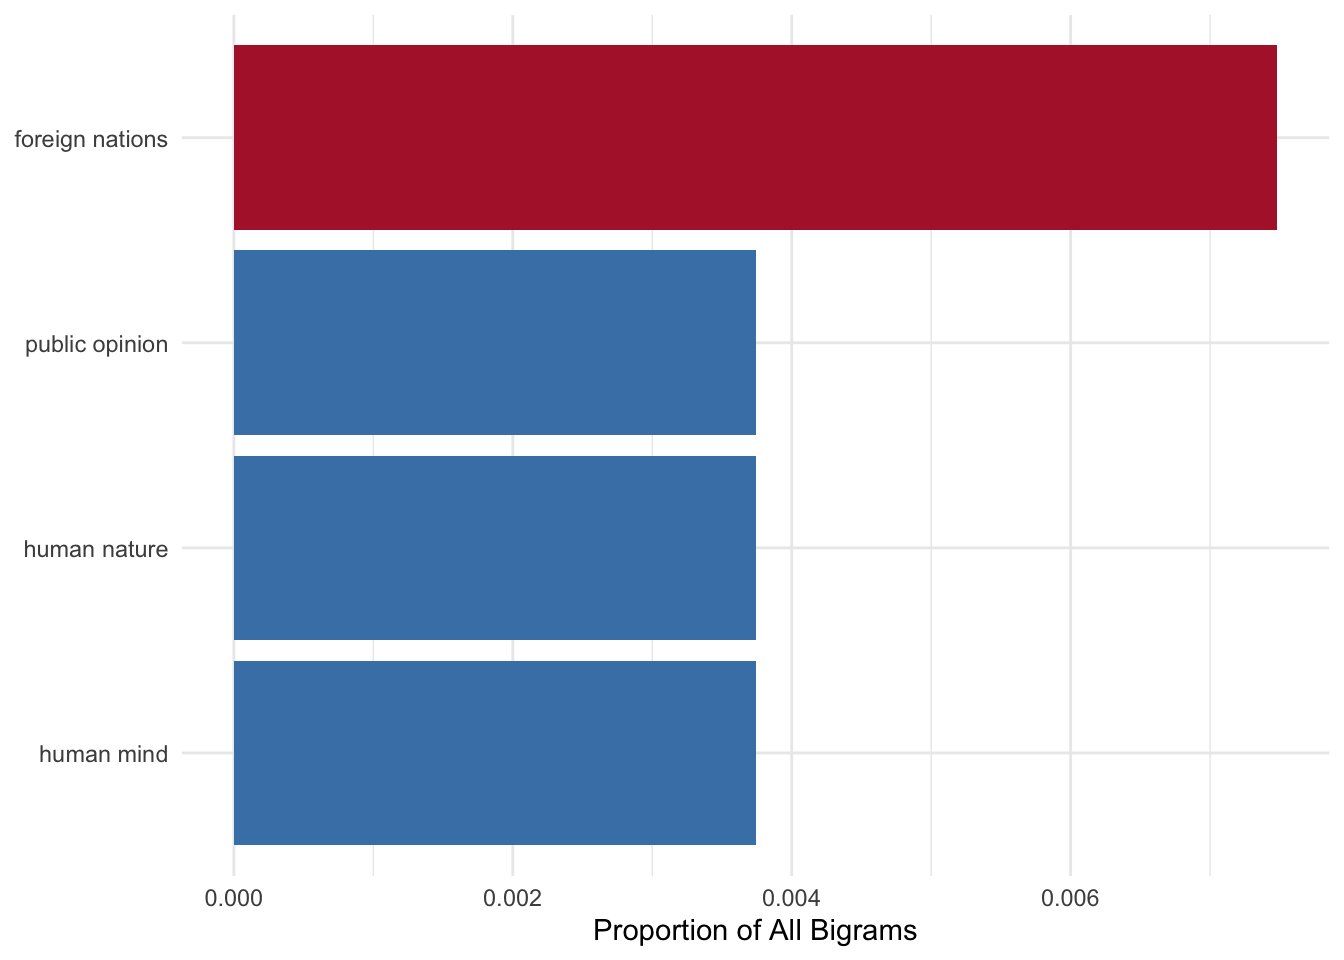 foreign nations
public opinion
human nature
human mind
0.000 0.002 0.004 0.006
Proportion of All Bigrams